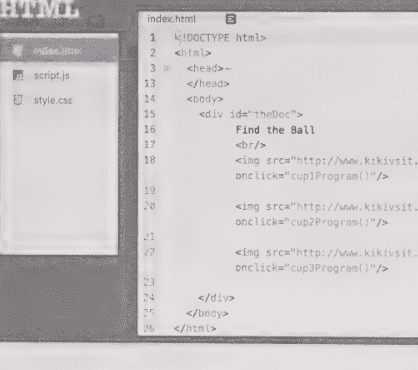 HTML
index.html
script.js
style.css
index.html
1 <!DOCTYPE html>
2 <html>
3 <head>
13 </head>
14 <body>
15 <div id="theDoc">
16 Find the Ball
17 <br/>
18 <img src="http://www.kikivsit.
onclick="cup1Program()"/>
19
20 <img src="http://www.kikivsit.
onclick="cup2Program()"/>
21
22 <img src="http://www.kikivsit.
onclick="cup3Program()"/>
23
24 </div>
25 </body>
26 </html>